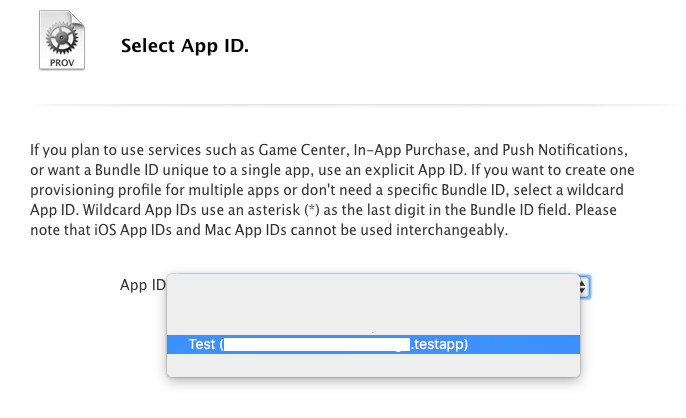 PROV
Select App ID.
If you plan to use services such as Game Center, In-App Purchase, and Push Notifications,
or want a Bundle ID unique to a single app, use an explicit App ID. If you want to create one
provisioning profile for multiple apps or don't need a specific Bundle ID, select a wildcard
App ID. Wildcard App IDs use an asterisk (*) as the last digit in the Bundle ID field. Please
note that iOS App IDs and Mac App IDs cannot be used interchangeably.
App ID
Test (
.testapp)